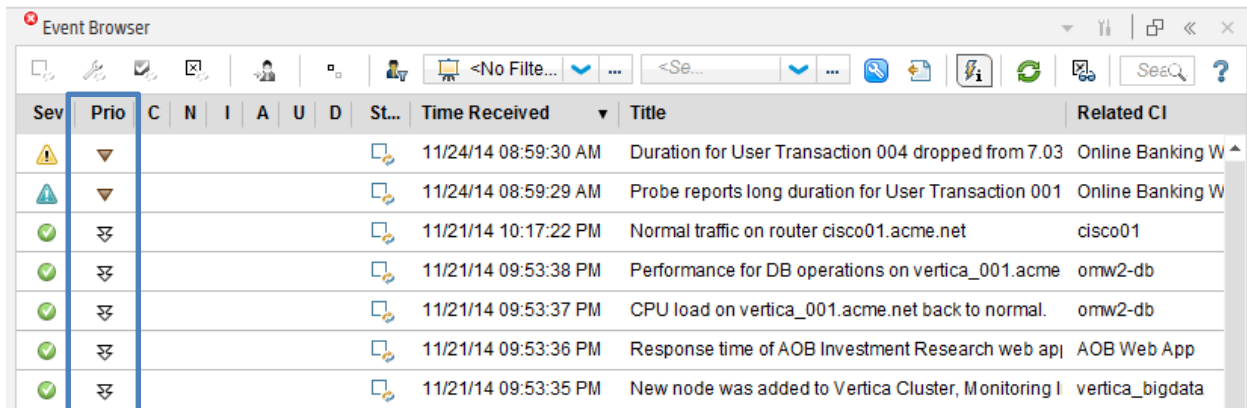 Event Browser
<No Filte... ... <Se... ... Sea ?
Sev Prio C N I A U D St... Time Received Title Related CI
11/24/14 08:59:30 AM Duration for User Transaction 004 dropped from 7.03 Online Banking W
11/24/14 08:59:29 AM Probe reports long duration for User Transaction 001 Online Banking W
11/21/14 10:17:22 PM Normal traffic on router cisco01.acme.net cisco01
11/21/14 09:53:38 PM Performance for DB operations on vertica_001.acme omw2-db
11/21/14 09:53:37 PM CPU load on vertica_001.acme.net back to normal. omw2-db
11/21/14 09:53:36 PM Response time of AOB Investment Research web app AOB Web App
11/21/14 09:53:35 PM New node was added to Vertica Cluster, Monitoring I vertica_bigdata